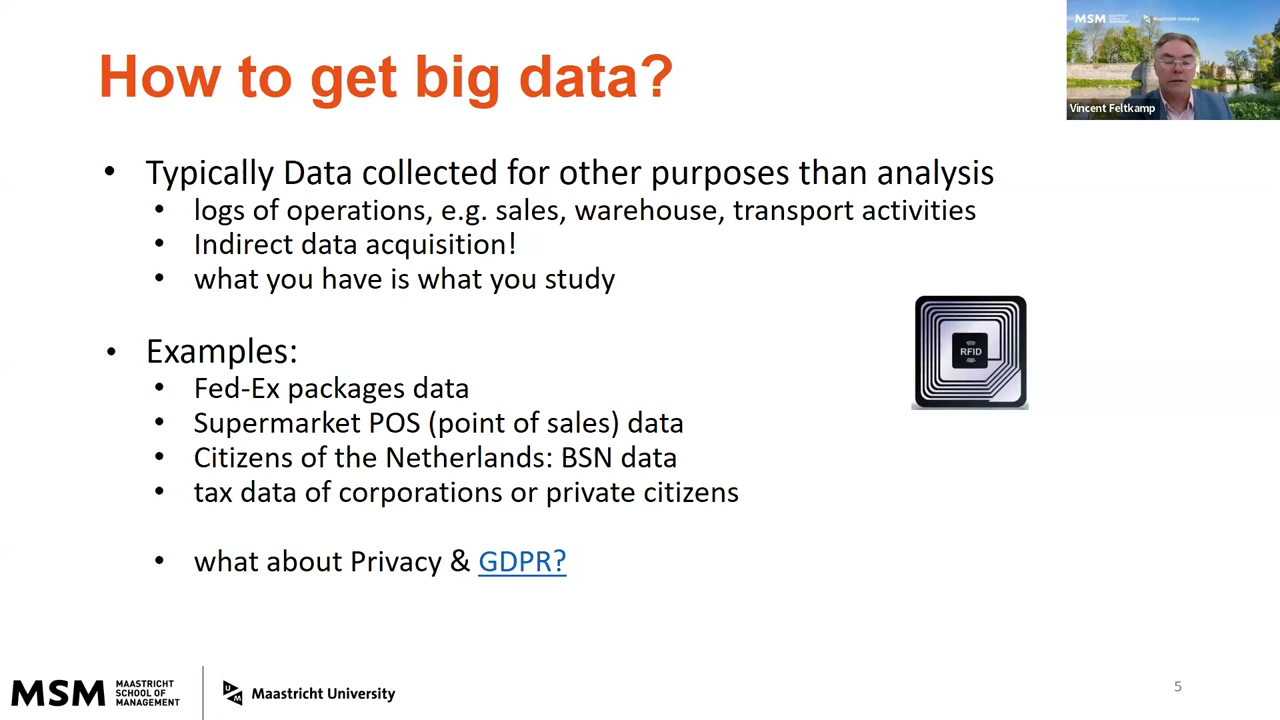 How to get big data?
MSM Maastricht University
Vincent Feltkamp
• Typically Data collected for other purposes than analysis
• logs of operations, e.g. sales, warehouse, transport activities
• Indirect data acquisition!
• what you have is what you study
RFID
• Examples:
• Fed-Ex packages data
• Supermarket POS (point of sales) data
• Citizens of the Netherlands: BSN data
• tax data of corporations or private citizens
• what about Privacy & GDPR?
MSM
MAASTRICHT
SCHOOL OF
MANAGEMENT
UM
Maastricht University
5